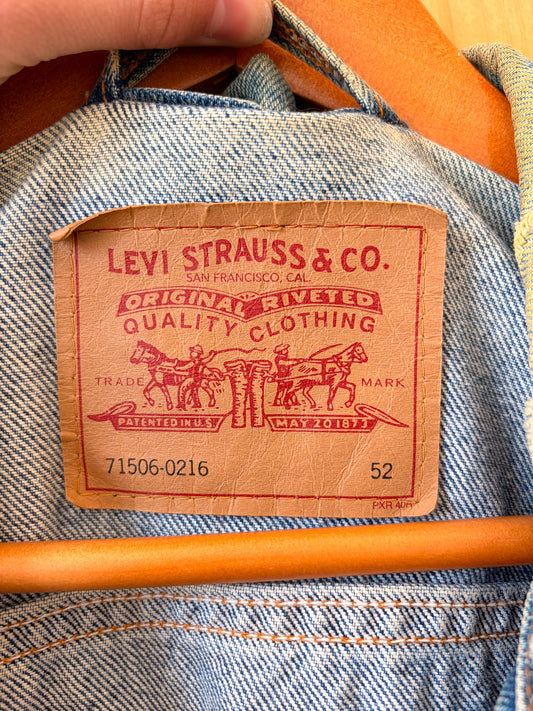 LEVI STRAUSS & CO.
SAN FRANCISCO, CAL.
ORIGINAL RIVETED
QUALITY CLOTHING
TRADE MARK
PATENTED IN U.S. MAY 20 1873
71506-0216 52
PXR